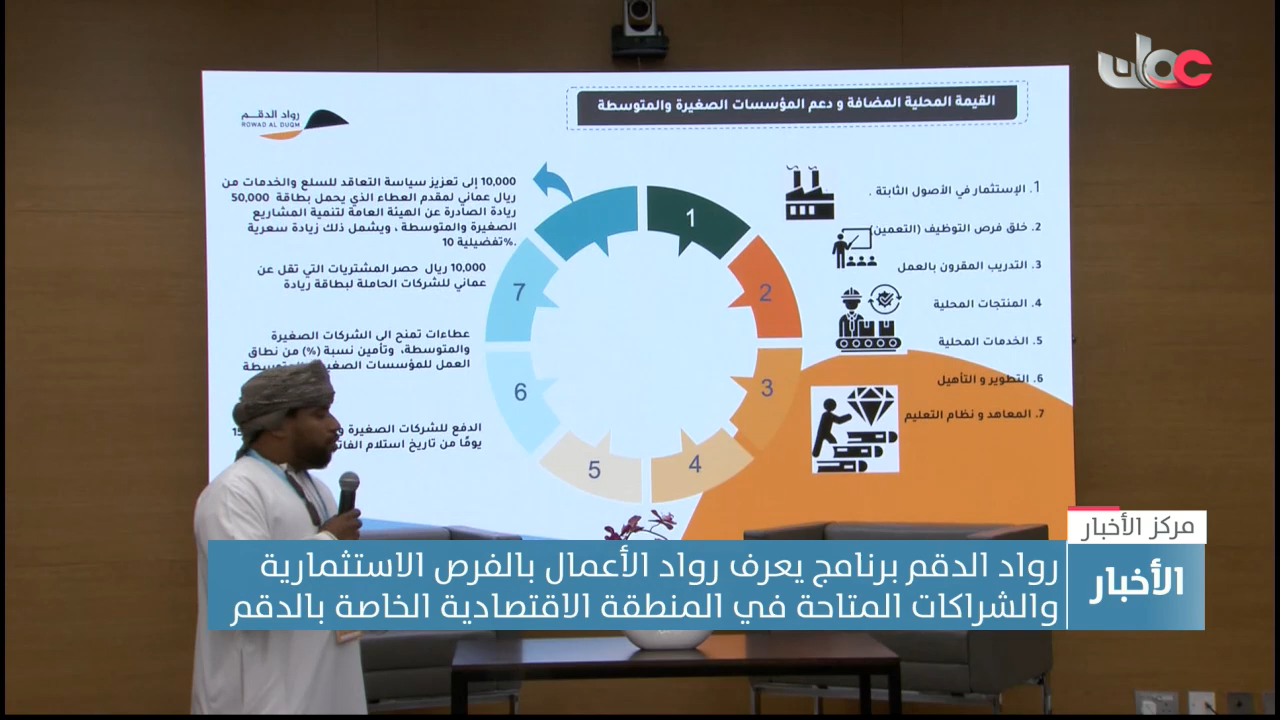 عمان
القيمة المحلية المضافة و دعم المؤسسات الصغيرة والمتوسطة
رواد الدقم
ROWAD AL DUQM
1. الإستثمار في الأصول الثابتة .
2. خلق فرص التوظيف (التعمين)
3. التدريب المقرون بالعمل
4. المنتجات المحلية
5. الخدمات المحلية
6. التطوير و التأهيل
7. المعاهد و نظام التعليم
1
2
3
4
5
6
7
10,000 إلى تعزيز سياسة التعاقد للسلع والخدمات من
ريال عماني لمقدم العطاء الذي يحمل بطاقة 50,000
ريادة الصادرة عن الهيئة العامة لتنمية المشاريع
الصغيرة والمتوسطة ، ويشمل ذلك زيادة سعرية
.%تفضيلية 10
10,000 ريال حصر المشتريات التي تقل عن
عماني للشركات الحاملة لبطاقة ريادة
عطاءات تمنح الى الشركات الصغيرة
والمتوسطة، وتأمين نسبة (%) من نطاق
العمل للمؤسسات الصغيرة والمتوسطة
الدفع للشركات الصغيرة
يومًا من تاريخ استلام
مركز الأخبار
الأخبار
رواد الدقم برنامج يعرف رواد الأعمال بالفرص الاستثمارية
والشراكات المتاحة في المنطقة الاقتصادية الخاصة بالدقم